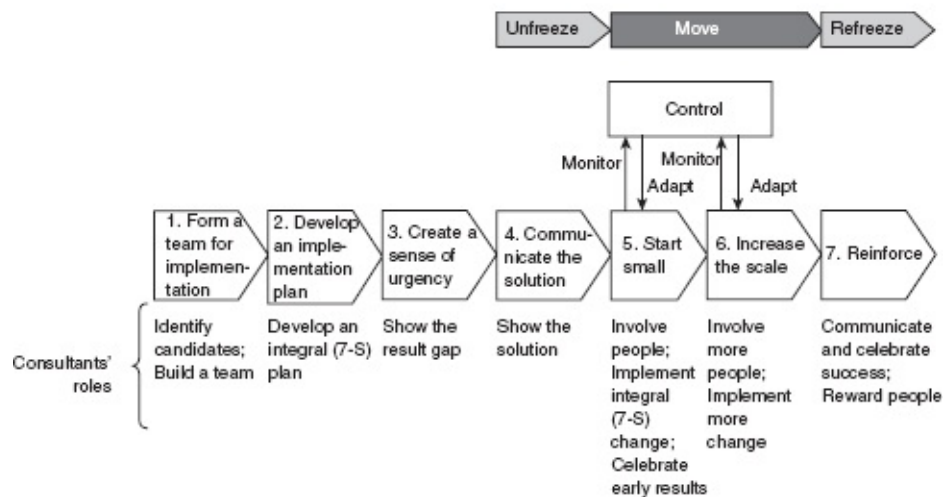 Unfreeze
Move
Refreeze
Control
Monitor
Adapt
Monitor
Adapt
1. Form a
team for
implemen-
tation
2. Develop
an imple-
mentation
plan
3. Create a
sense of
urgency
4. Commu-
nicate the
solution
5. Start
small
6. Increase
the scale
7. Reinforce
Consultants'
roles
Identify
candidates;
Build a team
Develop an
integral (7-S)
plan
Show the
result gap
Show the
solution
Involve
people;
Implement
integral
(7-S)
change;
Celebrate
early results
Involve
more
people;
Implement
more
change
Communicate
and celebrate
success;
Reward people